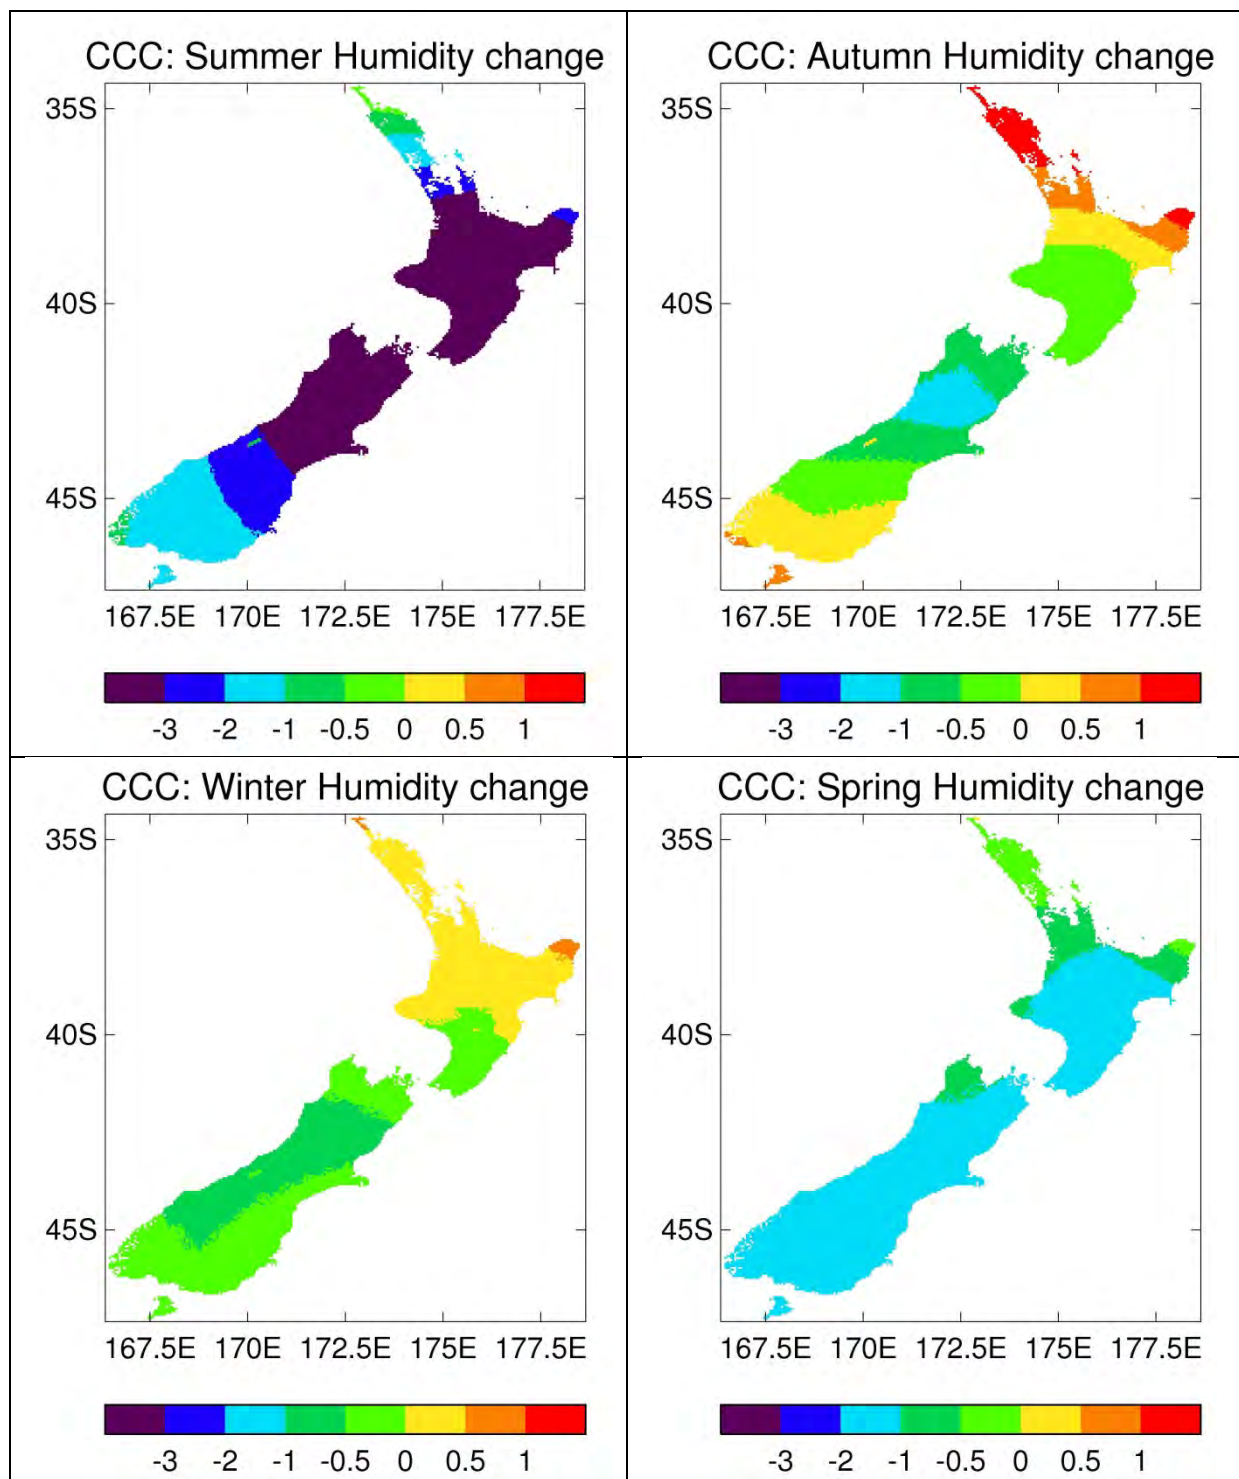 CCC: Summer Humidity change
35S
40S
45S
167.5E 170E 172.5E 175E 177.5E
-3 -2 -1 -0.5 0 0.5 1
CCC: Autumn Humidity change
35S
40S
45S
167.5E 170E 172.5E 175E 177.5E
-3 -2 -1 -0.5 0 0.5 1
CCC: Winter Humidity change
35S
40S
45S
167.5E 170E 172.5E 175E 177.5E
-3 -2 -1 -0.5 0 0.5 1
CCC: Spring Humidity change
35S
40S
45S
167.5E 170E 172.5E 175E 177.5E
-3 -2 -1 -0.5 0 0.5 1